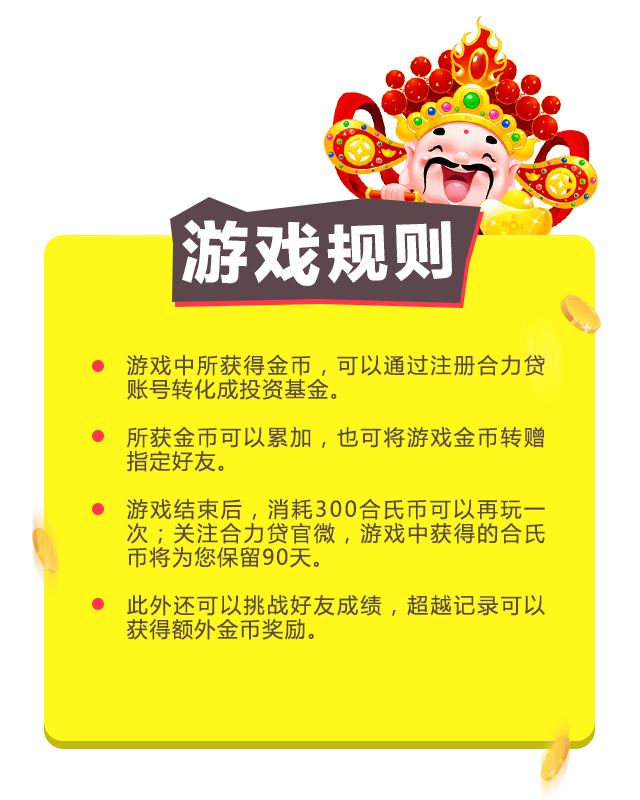 游戏规则
游戏中所获得金币，可以通过注册合力贷
账号转化成投资基金。
所获金币可以累加，也可将游戏金币转赠
指定好友。
游戏结束后，消耗300合氏币可以再玩一
次；关注合力贷官微，游戏中获得的合氏
币将为您保留90天。
此外还可以挑战好友成绩，超越记录可以
获得额外金币奖励。